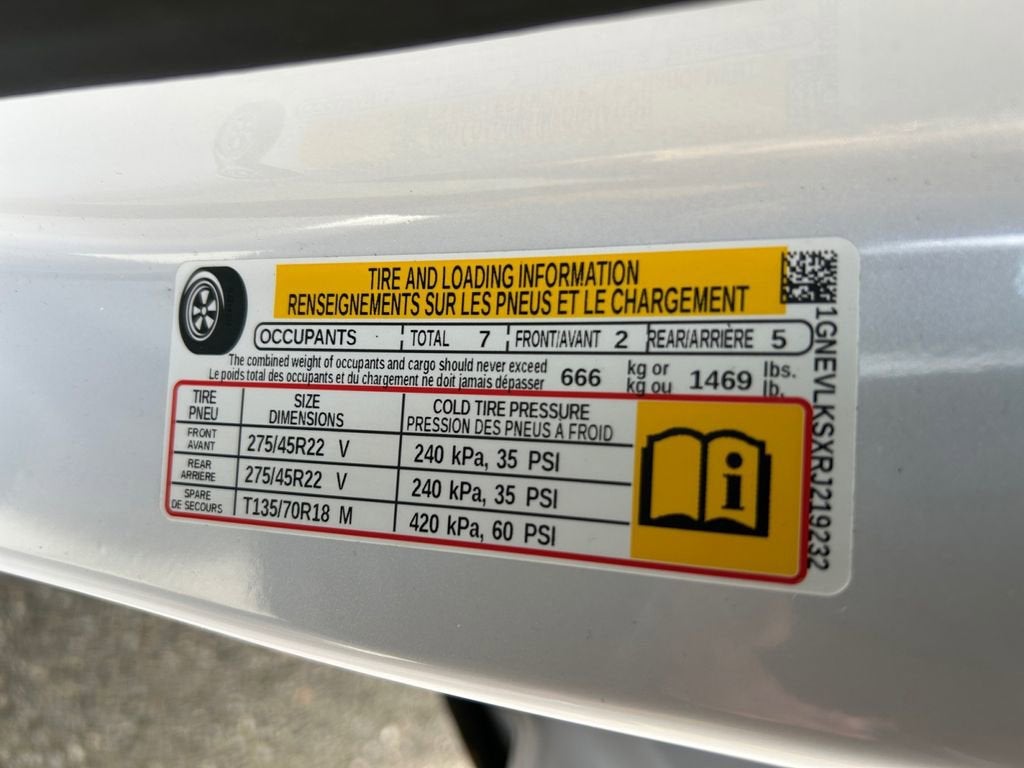 TIRE AND LOADING INFORMATION
RENSEIGNEMENTS SUR LES PNEUS ET LE CHARGEMENT
OCCUPANTS TOTAL 7 FRONT/AVANT 2 REAR/ARRIÈRE 5
The combined weight of occupants and cargo should never exceed
Le poids total des occupants et du chargement ne doit jamais dépasser
666 kg or 1469 lbs.
kg ou lb.
TIRE SIZE COLD TIRE PRESSURE
PNEU DIMENSIONS PRESSION DES PNEUS À FROID
FRONT
AVANT
275/45R22 V 240 kPa, 35 PSI
REAR
ARRIÈRE
275/45R22 V 240 kPa, 35 PSI
SPARE
DE SECOURS
T135/70R18 M 420 kPa, 60 PSI
i
1GNEVLKSXRJ219232